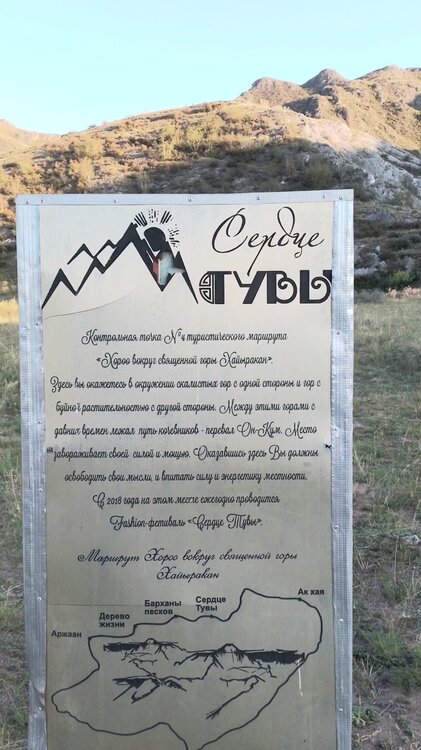 Сердце
ТУВЫ
Контрольная точка №4 туристического маршрута
«Хороо вокруг священной горы Хайыракан».
Здесь вы окажетесь в окружении скалистых гор с одной стороны и гор с
буйной растительностью с другой стороны. Между этими горами с
давних времен лежал путь кочевников - перевал Он-Кум. Место
завораживает своей силой и мощью. Оказавшись здесь Вы должны
освободить свои мысли, и впитать силу и энергетику местности.
С 2018 года на этом месте ежегодно проводится
Fashion-фетиваль «Сердце Тувы».
Маршрут Хороо вокруг священной горы
Хайыракан
Аржаан
Дерево
жизни
Барханы
песков
Сердце
Тувы
Ак хая